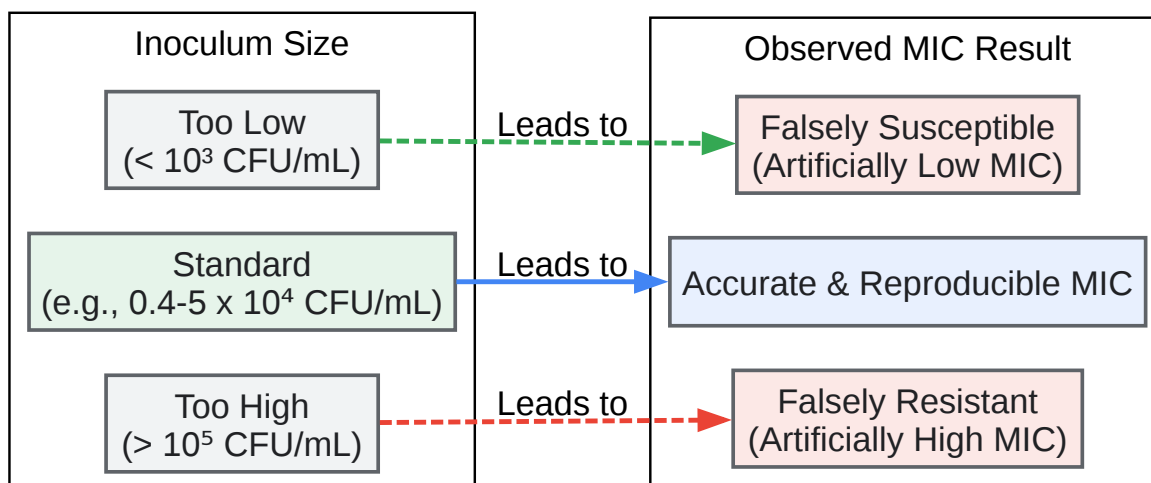 Inoculum Size
Observed MIC Result
Too Low
(< 10³ CFU/mL)
Leads to
Falsely Susceptible
(Artificially Low MIC)
Standard
(e.g., 0.4-5 x 10⁴ CFU/mL)
Leads to
Accurate & Reproducible MIC
Too High
(> 10⁵ CFU/mL)
Leads to
Falsely Resistant
(Artificially High MIC)